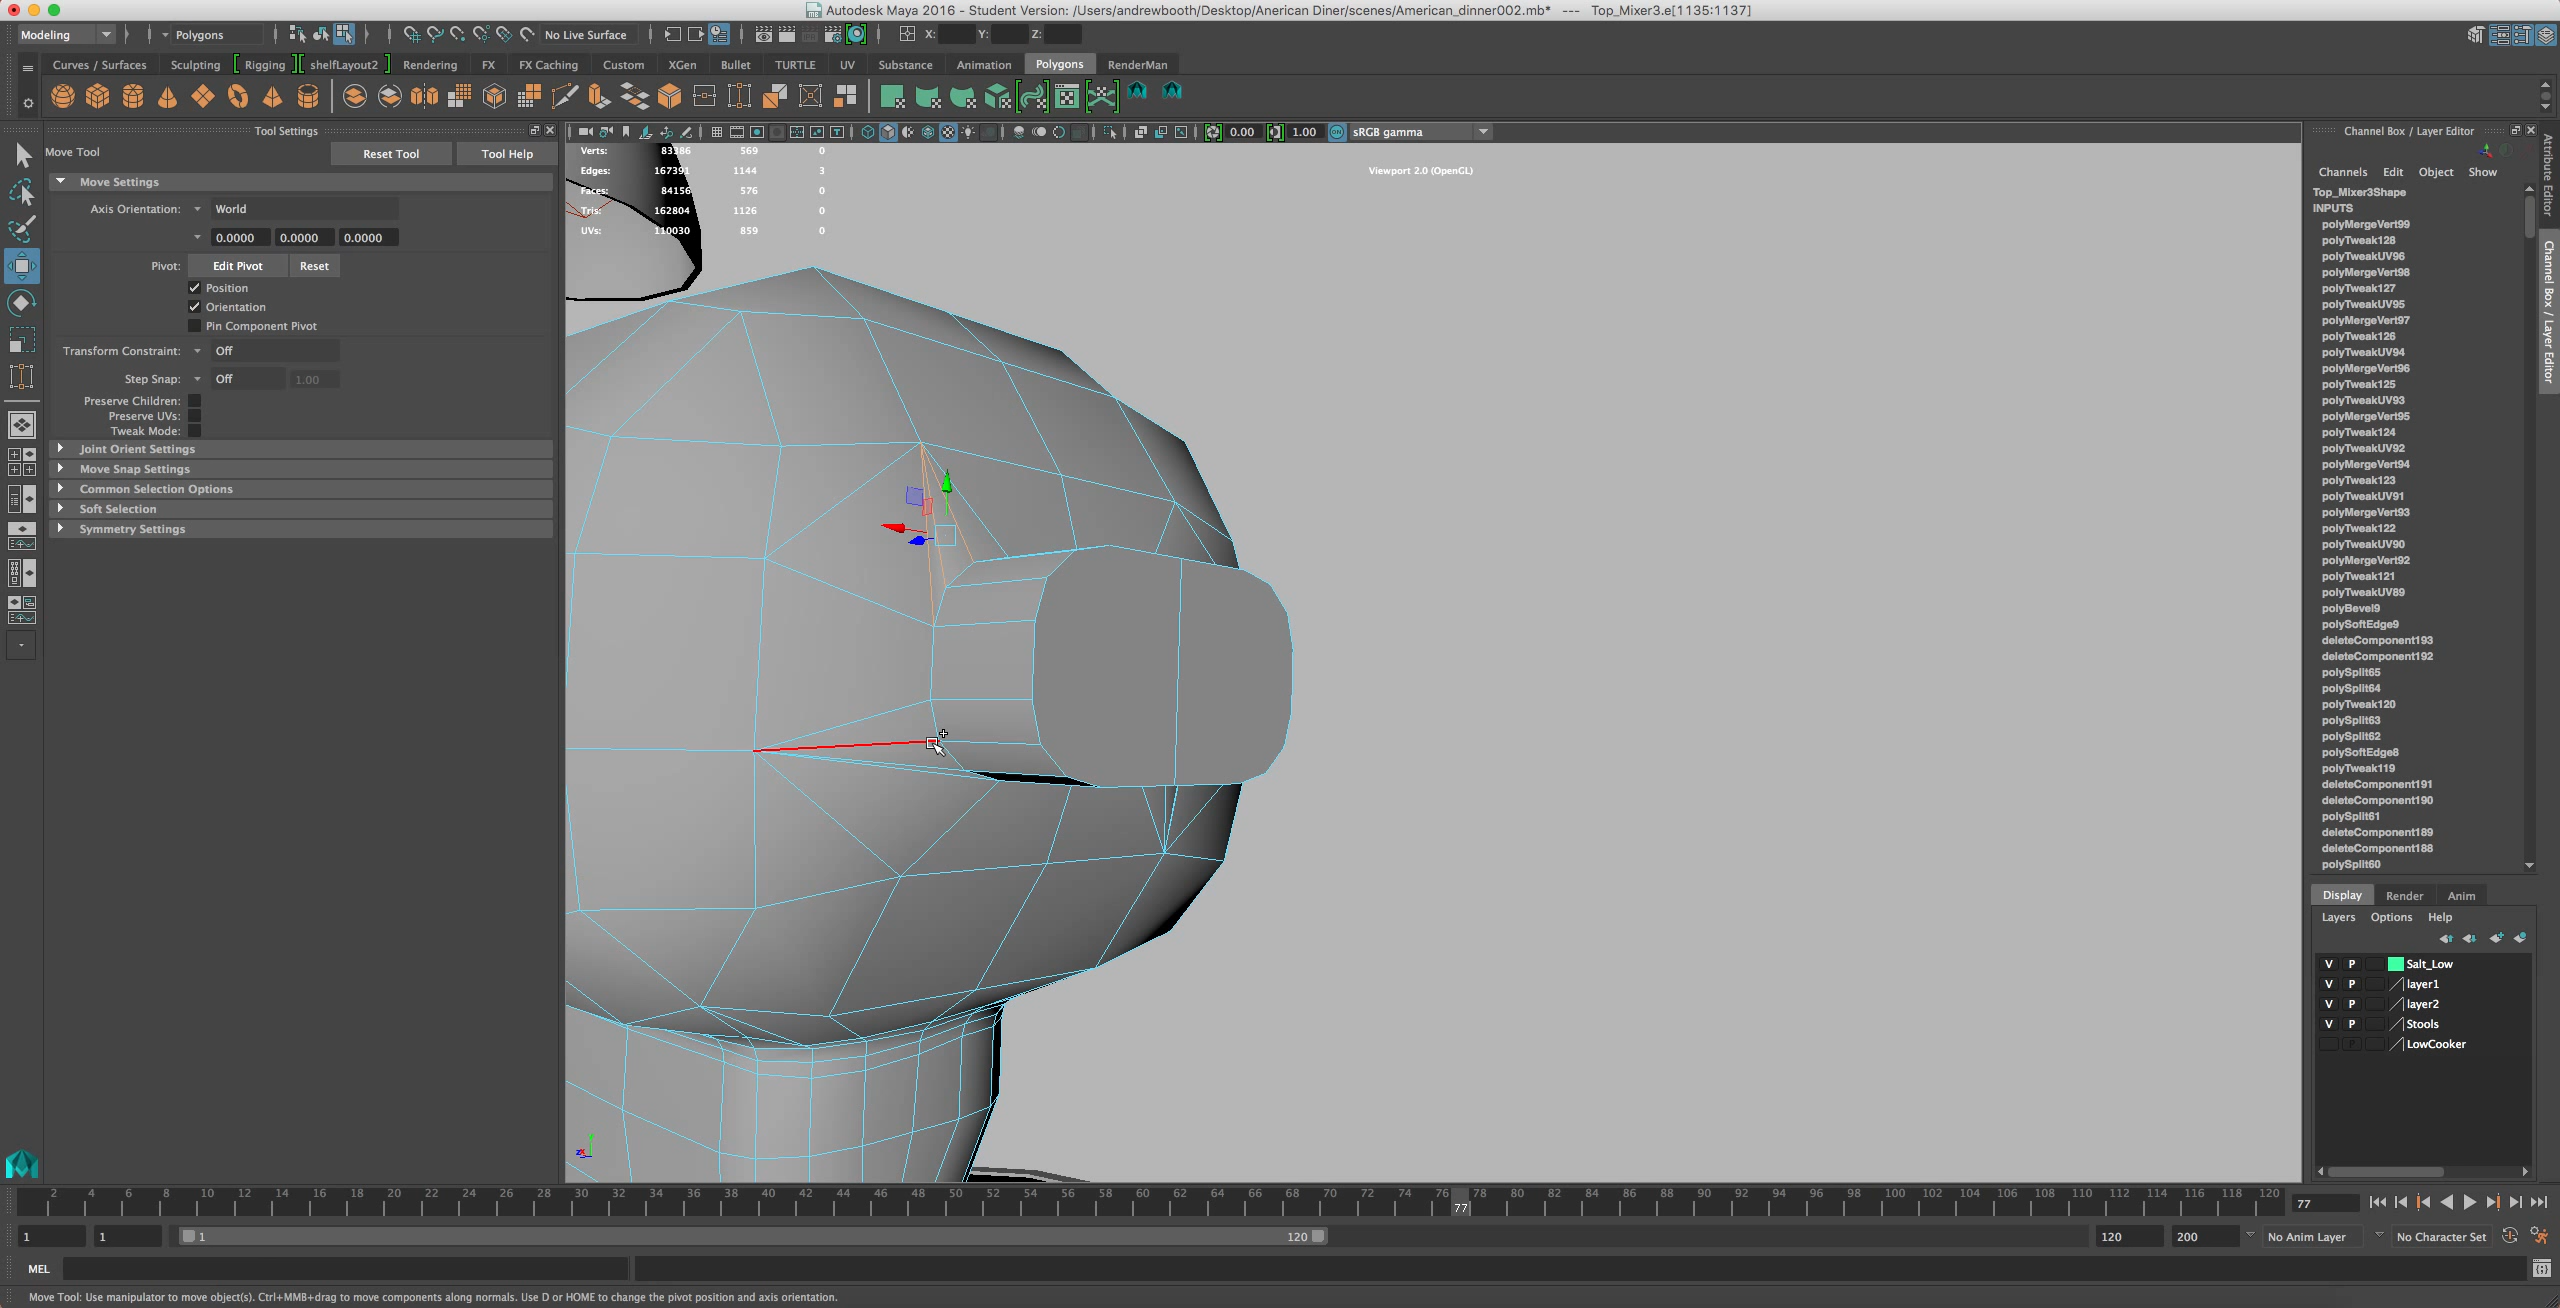 Autodesk Maya 2016 - Student Version: /Users/andrewbooth/Desktop/Anerican Diner/scenes/American_dinner002.mb* --- Top_Mixer3.e[1135:1137]
Modeling Polygons No Live Surface X: Y: Z:
Curves / Surfaces Sculpting Rigging shelfLayout2 Rendering FX FX Caching Custom XGen Bullet TURTLE UV Substance Animation Polygons RenderMan
Tool Settings
Move Tool Reset Tool Tool Help
Move Settings
Axis Orientation: World
0.0000 0.0000 0.0000
Pivot: Edit Pivot Reset
Position
Orientation
Pin Component Pivot
Transform Constraint: Off
Step Snap: Off 1.00
Preserve Children:
Preserve UVs:
Tweak Mode:
Joint Orient Settings
Move Snap Settings
Common Selection Options
Soft Selection
Symmetry Settings
0.00 1.00 ON sRGB gamma
Verts: 83386 569 0
Edges: 167391 1144 3
Faces: 84156 576 0
Tris: 162804 1126 0
UVs: 110030 859 0
Viewport 2.0 (OpenGL)
Channel Box / Layer Editor
Channels Edit Object Show
Top_Mixer3Shape
INPUTS
polyMergeVert99
polyTweak128
polyTweakUV96
polyMergeVert98
polyTweak127
polyTweakUV95
polyMergeVert97
polyTweak126
polyTweakUV94
polyMergeVert96
polyTweak125
polyTweakUV93
polyMergeVert95
polyTweak124
polyTweakUV92
polyMergeVert94
polyTweak123
polyTweakUV91
polyMergeVert93
polyTweak122
polyTweakUV90
polyMergeVert92
polyTweak121
polyTweakUV89
polyBevel9
polySoftEdge9
deleteComponent193
deleteComponent192
polySplit65
polySplit64
polyTweak120
polySplit63
polySplit62
polySoftEdge8
polyTweak119
deleteComponent191
deleteComponent190
polySplit61
deleteComponent189
deleteComponent188
polySplit60
Attribute Editor
Channel Box / Layer Editor
Display Render Anim
Layers Options Help
V P Salt_Low
V P layer1
V P layer2
V P Stools
P LowCooker
2 4 6 8 10 12 14 16 18 20 22 24 26 28 30 32 34 36 38 40 42 44 46 48 50 52 54 56 58 60 62 64 66 68 70 72 74 76 78 80 82 84 86 88 90 92 94 96 98 100 102 104 106 108 110 112 114 116 118 120
77 77
1 1 1 120 120 200 No Anim Layer No Character Set
MEL
Move Tool: Use manipulator to move object(s). Ctrl+MMB+drag to move components along normals. Use D or HOME to change the pivot position and axis orientation.